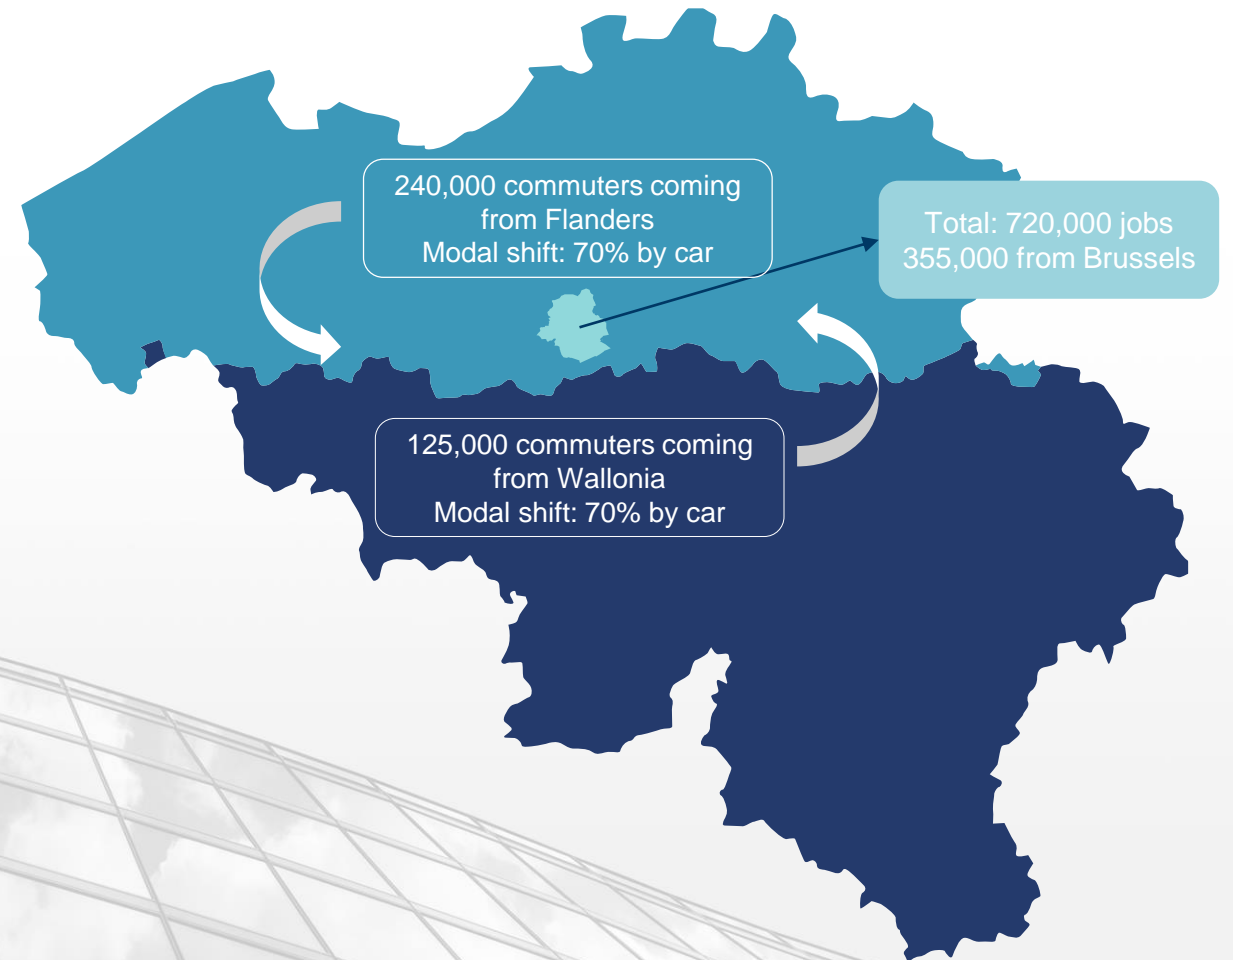 240,000 commuters coming
from Flanders
Modal shift: 70% by car
Total: 720,000 jobs
355,000 from Brussels
125,000 commuters coming
from Wallonia
Modal shift: 70% by car